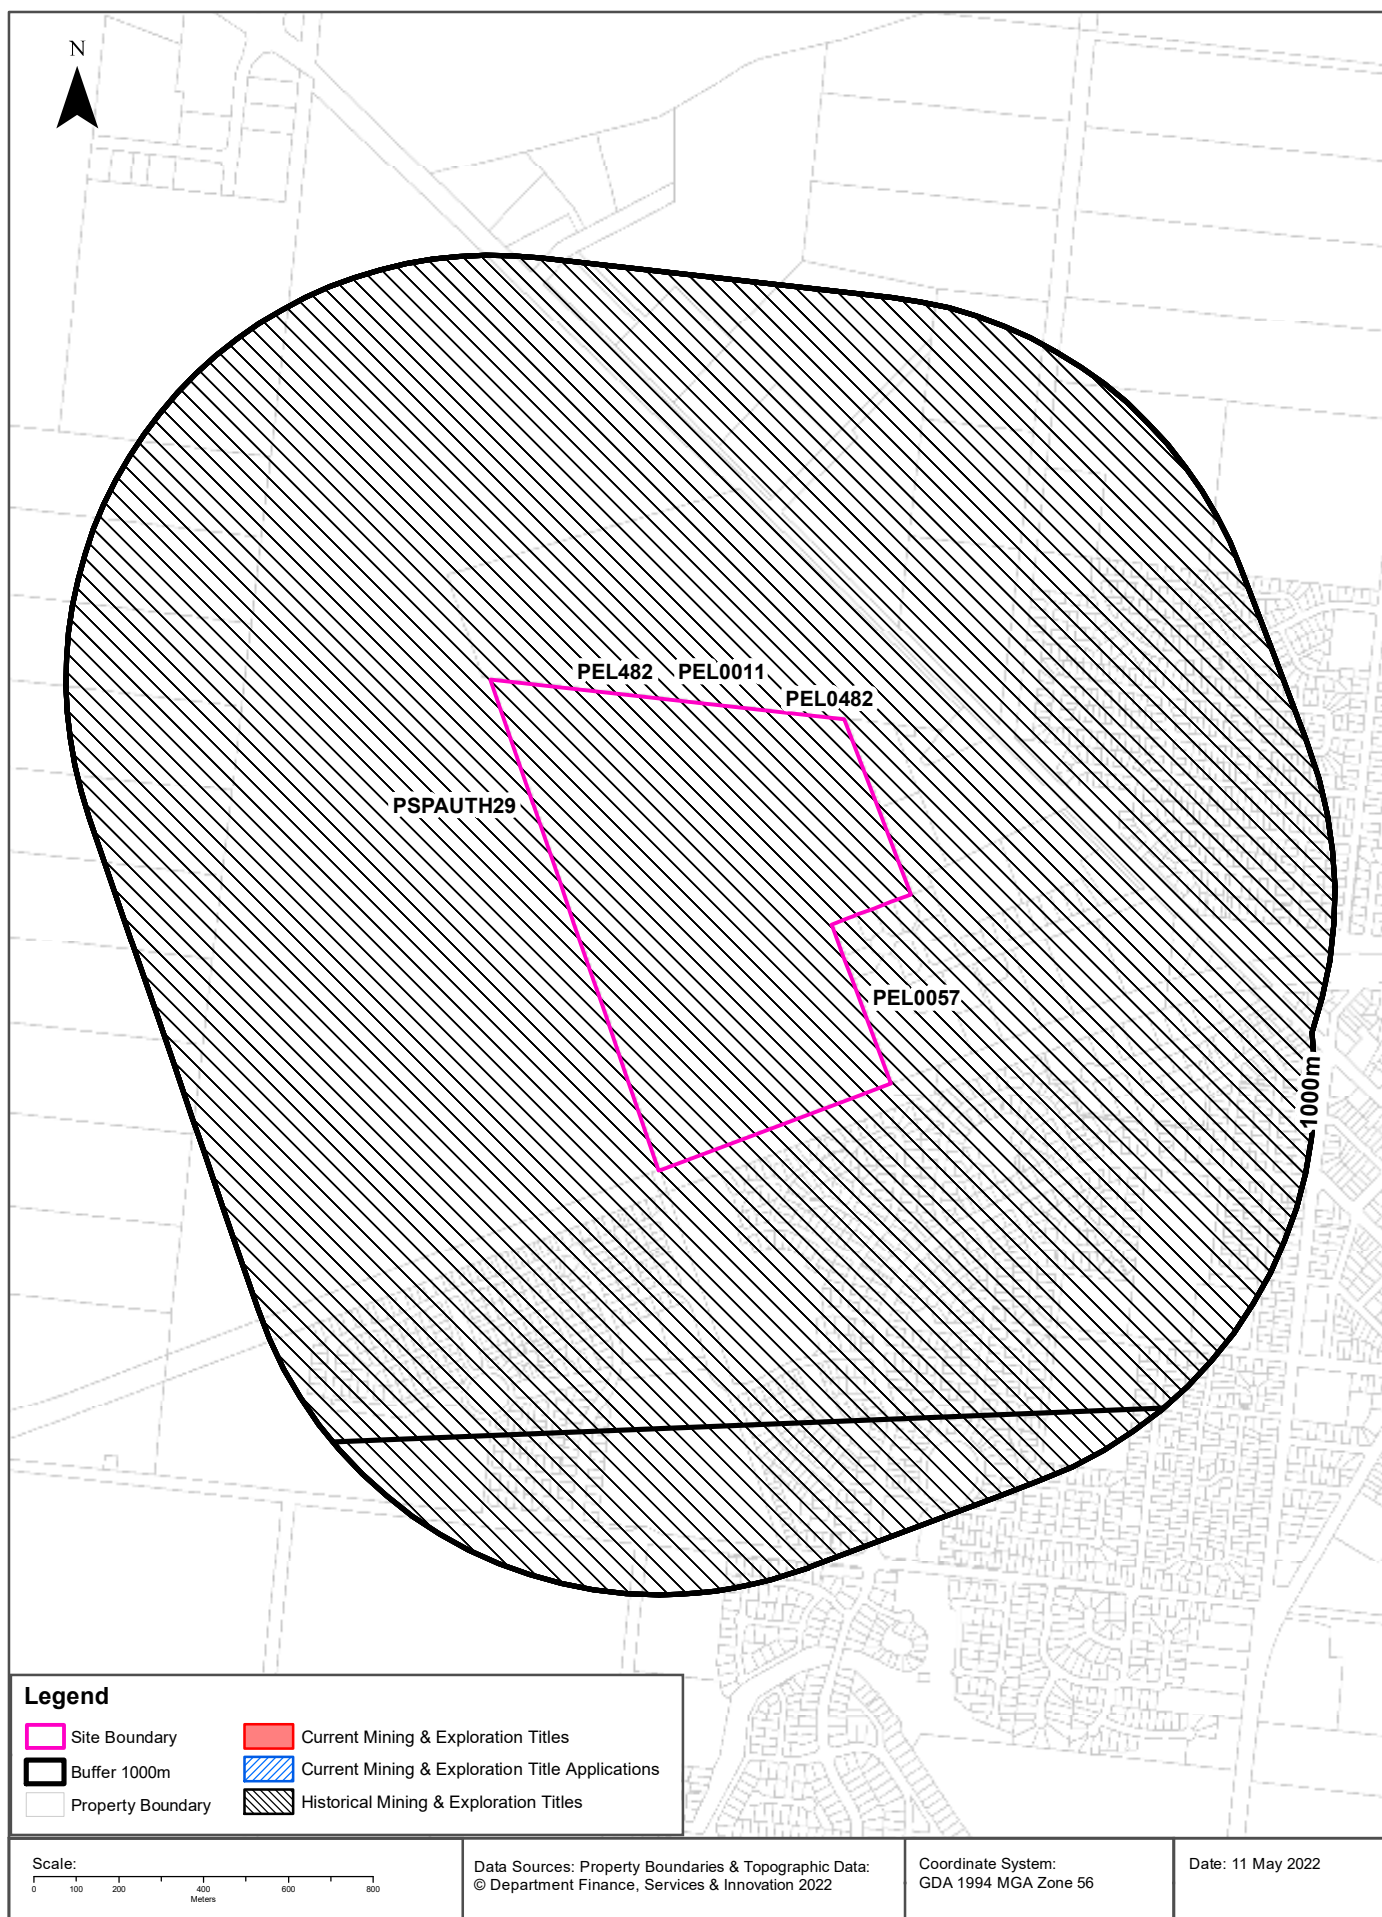 N
PEL482 PEL0011
PEL0482
PSPAUTH29
PEL0057
1000m
Legend
Site Boundary
Buffer 1000m
Property Boundary
Current Mining & Exploration Titles
Current Mining & Exploration Title Applications
Historical Mining & Exploration Titles
Scale:
0 100 200 400 600 800
Meters
Data Sources: Property Boundaries & Topographic Data:
© Department Finance, Services & Innovation 2022
Coordinate System:
GDA 1994 MGA Zone 56
Date: 11 May 2022